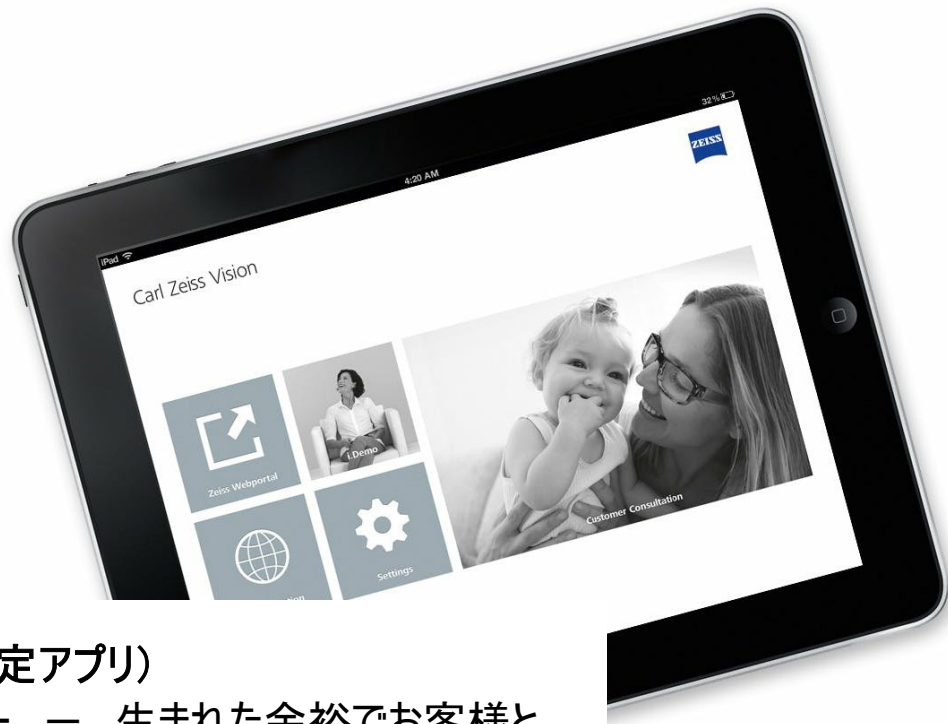 32%
ZEISS
4:20 AM
iPad
Carl Zeiss Vision
i.Demo
Zeiss Webportal
Customer Consultation
Settings
定アプリ）
生まれた余裕でお客様と